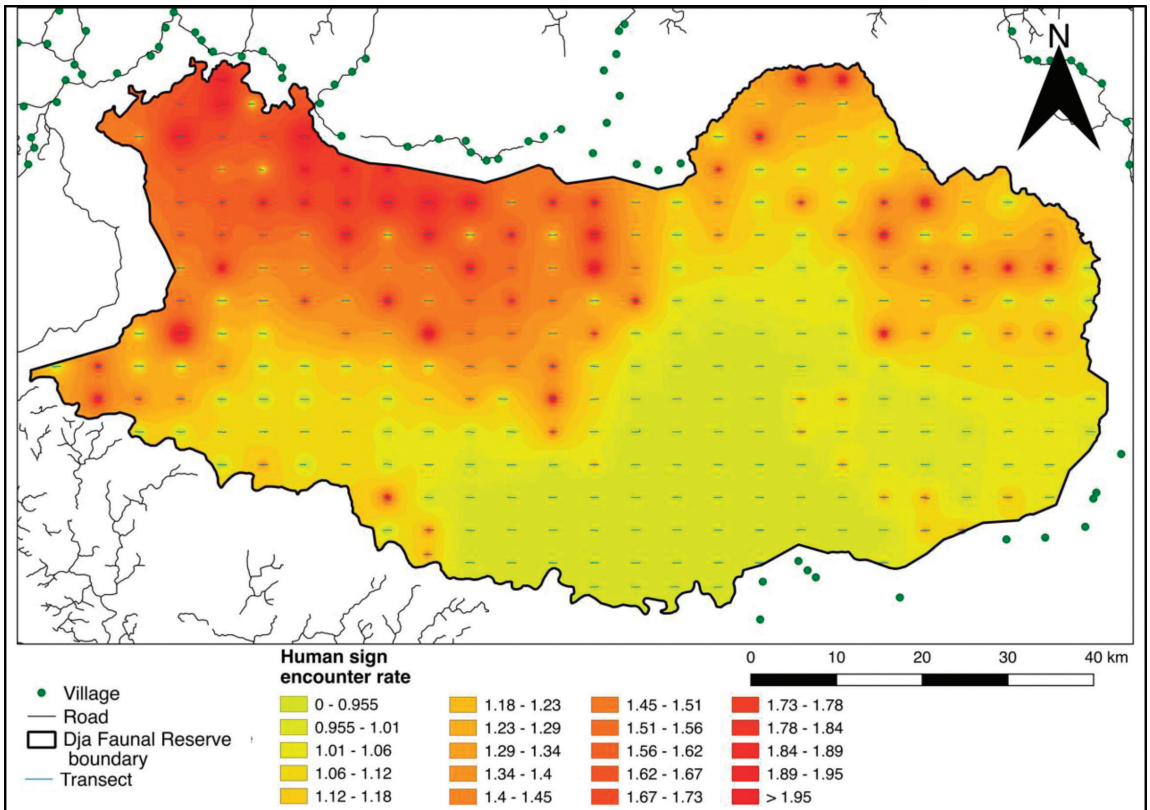 N
Village
Road
Dja Faunal Reserve
boundary
Transect
Human sign
encounter rate
0 - 0.955
0.955 - 1.01
1.01 - 1.06
1.06 - 1.12
1.12 - 1.18
1.18 - 1.23
1.23 - 1.29
1.29 - 1.34
1.34 - 1.4
1.4 - 1.45
1.45 - 1.51
1.51 - 1.56
1.56 - 1.62
1.62 - 1.67
1.67 - 1.73
1.73 - 1.78
1.78 - 1.84
1.84 - 1.89
1.89 - 1.95
> 1.95
0 10 20 30 40 km